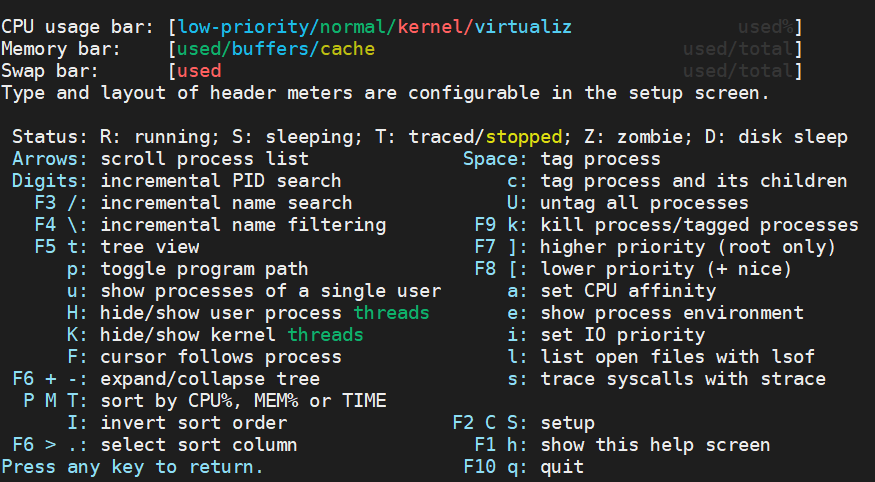 CPU usage bar: [low-priority/normal/kernel/virtualiz               used%]
Memory bar:    [used/buffers/cache                            used/total]
Swap bar:      [used                                          used/total]
Type and layout of header meters are configurable in the setup screen.

 Status: R: running; S: sleeping; T: traced/stopped; Z: zombie; D: disk sleep
 Arrows: scroll process list              Space: tag process
 Digits: incremental PID search               c: tag process and its children
   F3 /: incremental name search              U: untag all processes
   F4 \: incremental name filtering        F9 k: kill process/tagged processes
   F5 t: tree view                         F7 ]: higher priority (root only)
      p: toggle program path               F8 [: lower priority (+ nice)
      u: show processes of a single user      a: set CPU affinity
      H: hide/show user process threads       e: show process environment
      K: hide/show kernel threads             i: set IO priority
      F: cursor follows process               l: list open files with lsof
 F6 + -: expand/collapse tree                 s: trace syscalls with strace
  P M T: sort by CPU%, MEM% or TIME
      I: invert sort order               F2 C S: setup
 F6 > .: select sort column                F1 h: show this help screen
Press any key to return.                  F10 q: quit